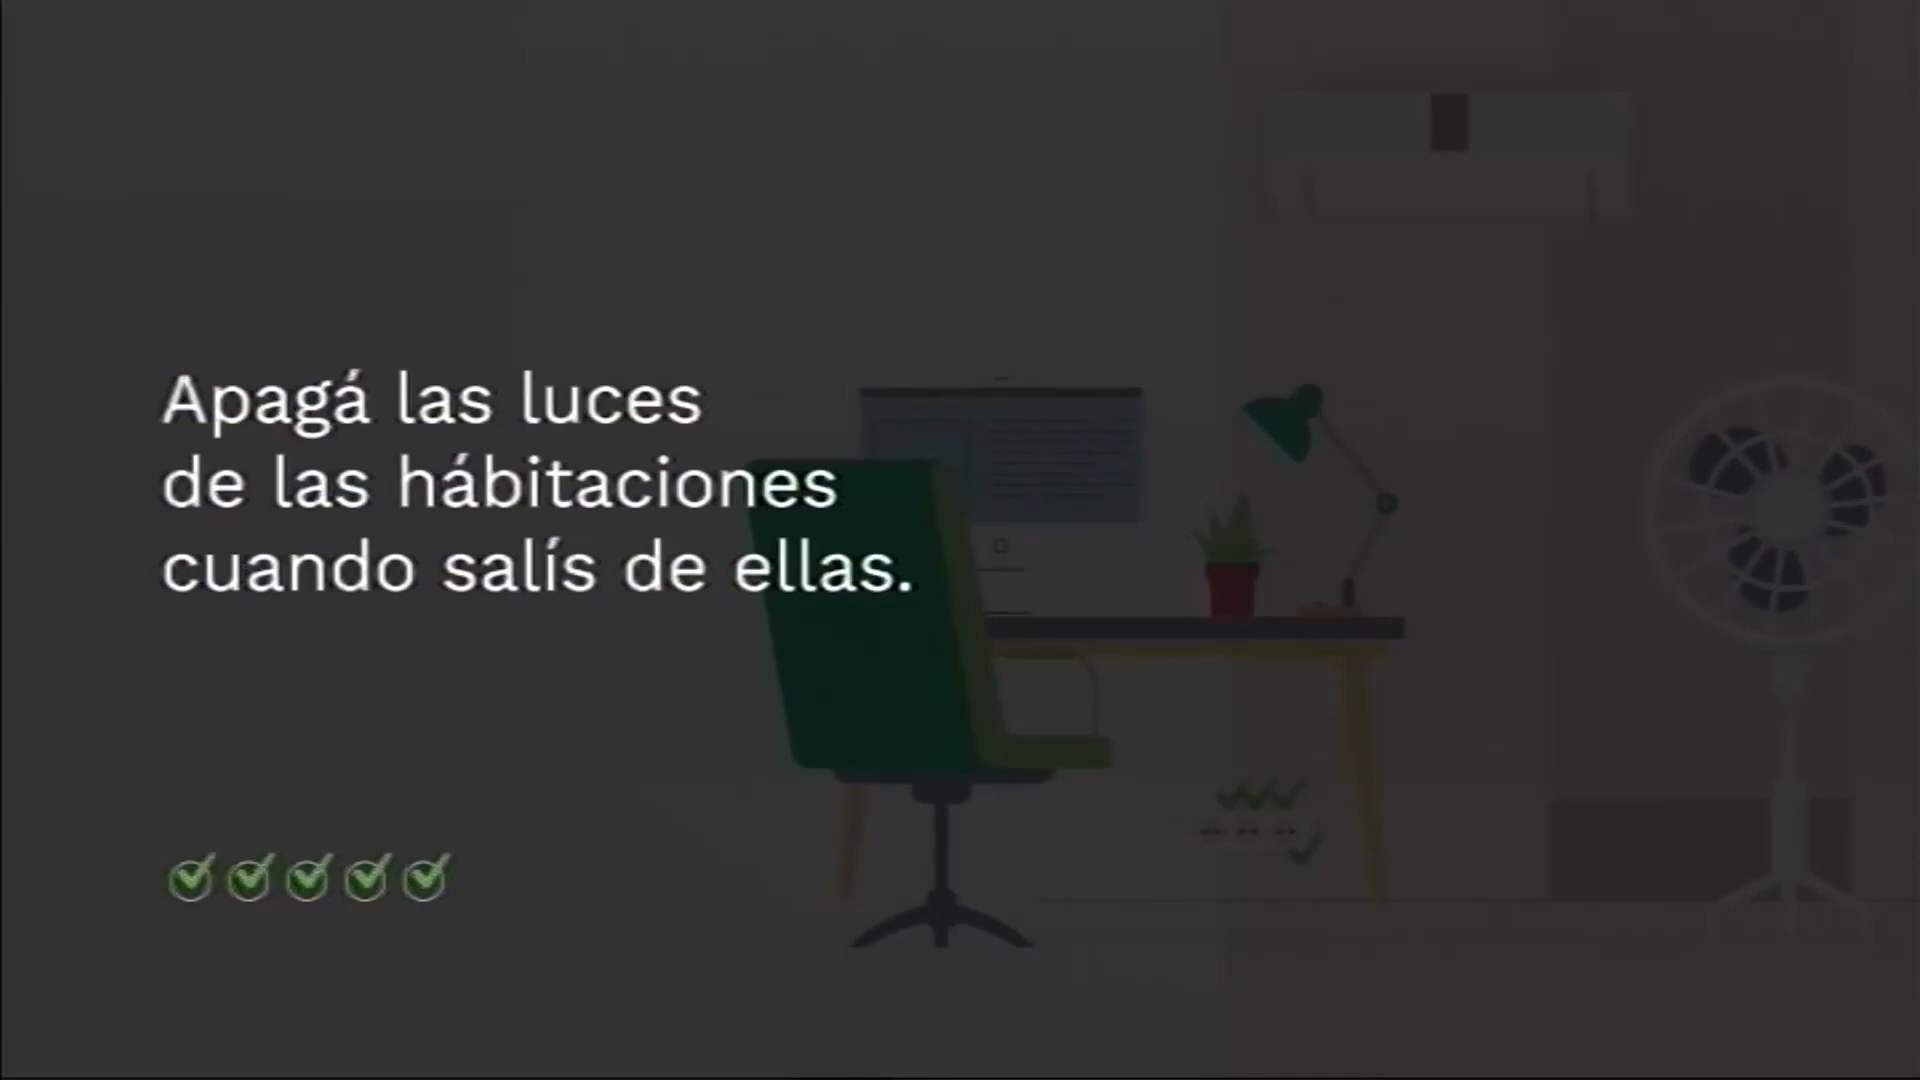 Apagá las luces
de las hábitaciones
cuando salís de ellas.